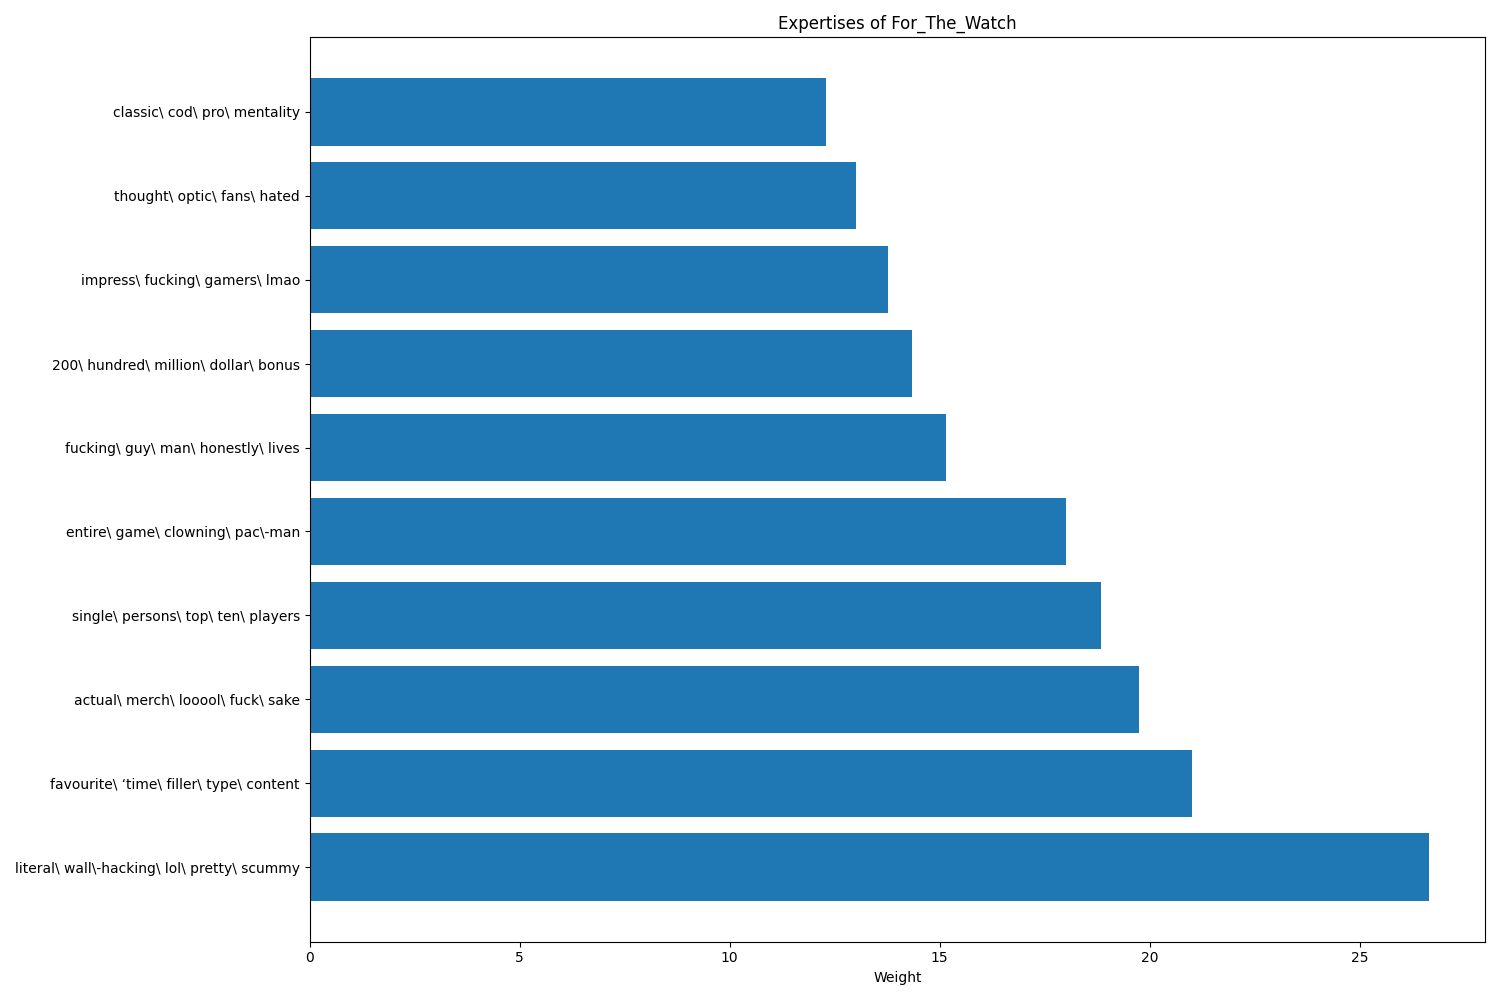 Expertises of For_The_Watch
classic\ cod\ pro\ mentality
thought\ optic\ fans\ hated
impress\ fucking\ gamers\ lmao
200\ hundred\ million\ dollar\ bonus
fucking\ guy\ man\ honestly\ lives
entire\ game\ clowning\ pac\-man
single\ persons\ top\ ten\ players
actual\ merch\ looool\ fuck\ sake
favourite\ ‘time\ filler\ type\ content
literal\ wall\-hacking\ lol\ pretty\ scummy
0 5 10 15 20 25
Weight